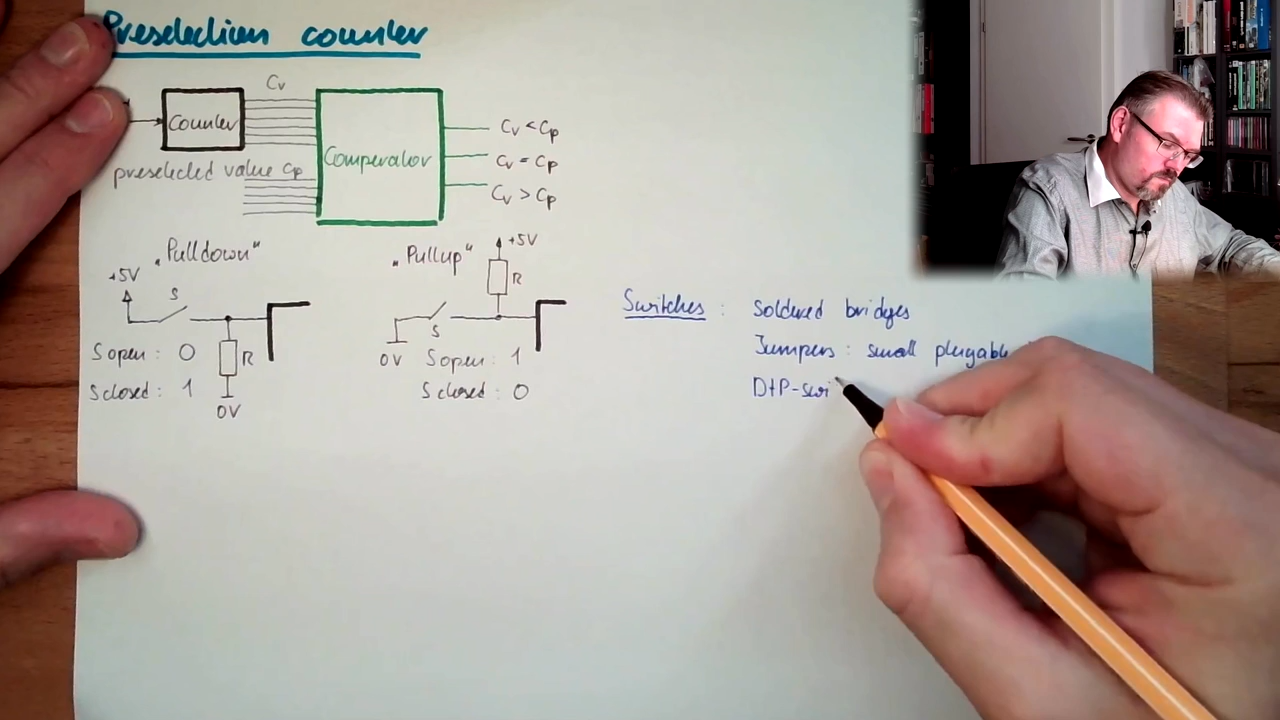 Preselection counter
Cv
Counter
Comperator
Cv < Cp
Cv = Cp
Cv > Cp
preselected value Cp
"Pulldown"
+5V
S
R
S open : 0
S closed : 1
0V
"Pullup"
+5V
R
S
0V
S open : 1
S closed : 0
Switches : Soldered bridges
Jumpers : small plugable
DIP-swi